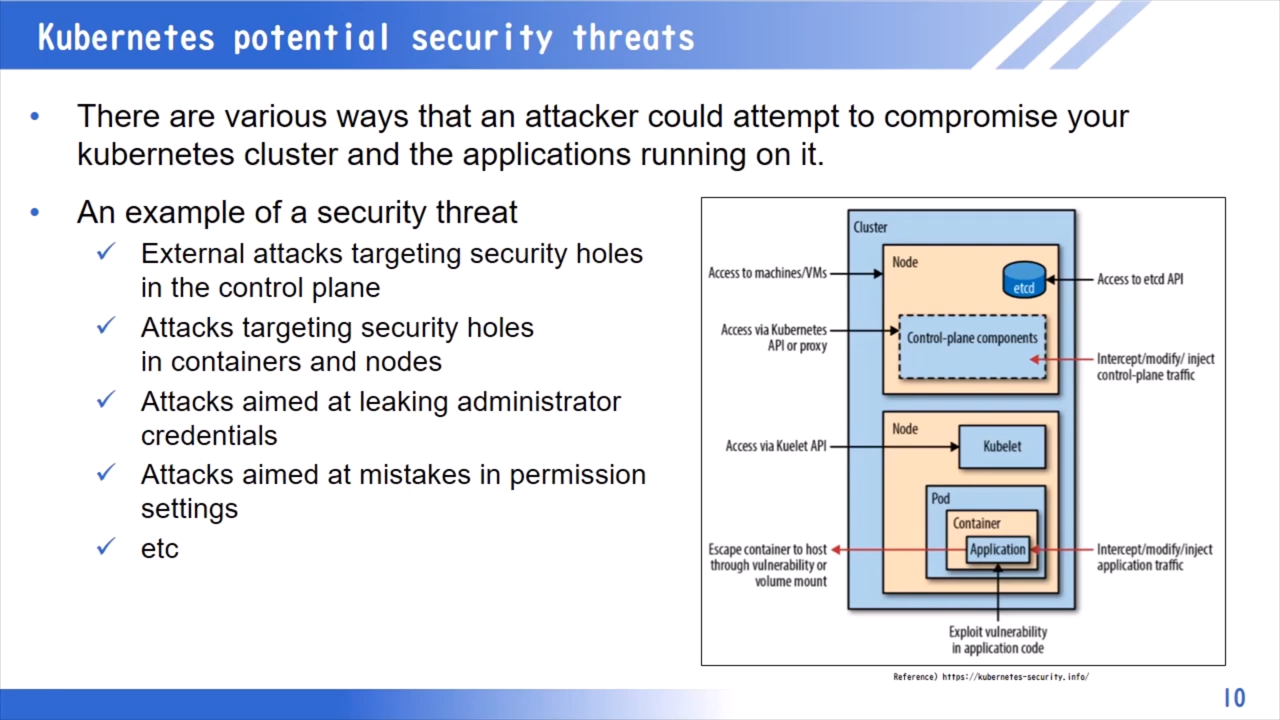 Kubernetes potential security threats
• There are various ways that an attacker could attempt to compromise your
kubernetes cluster and the applications running on it.
• An example of a security threat
✓ External attacks targeting security holes
in the control plane
✓ Attacks targeting security holes
in containers and nodes
✓ Attacks aimed at leaking administrator
credentials
✓ Attacks aimed at mistakes in permission
settings
✓ etc
Cluster
Node
Access to machines/VMs
etcd
Access to etcd API
Access via Kubernetes
API or proxy
Control-plane components
Intercept/modify/ inject
control-plane traffic
Node
Access via Kuelet API
Kubelet
Pod
Container
Application
Escape container to host
through vulnerability or
volume mount
Intercept/modify/inject
application traffic
Exploit vulnerability
in application code
Reference) https://kubernetes-security.info/
10